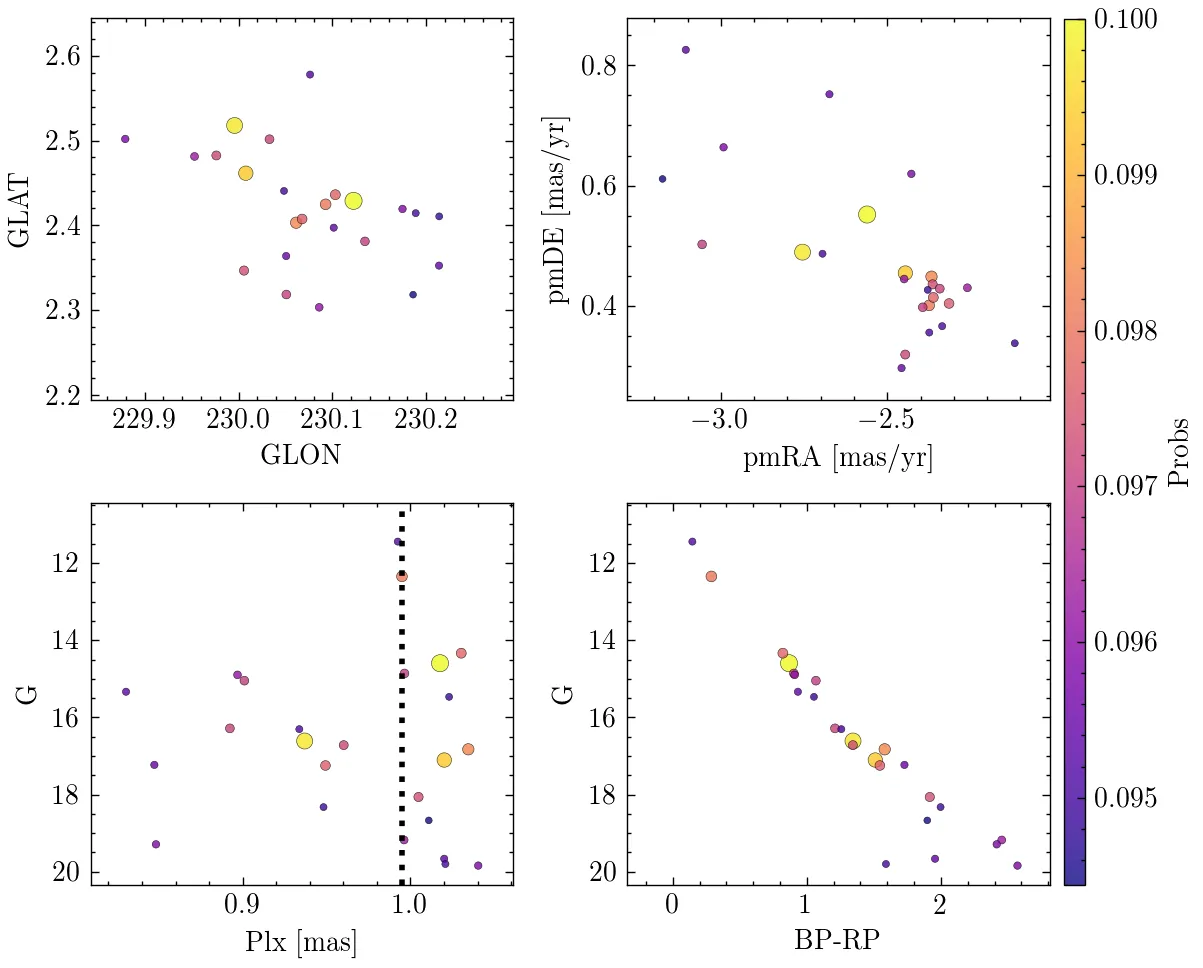 2.6
2.5
2.4
2.3
2.2
GLAT
229.9 230.0 230.1 230.2
GLON
0.8
0.6
0.4
pmDE [mas/yr]
−3.0 −2.5
pmRA [mas/yr]
0.100
0.099
0.098
0.097
0.096
0.095
Probs
12
14
16
18
20
G
0.9 1.0
Plx [mas]
12
14
16
18
20
G
0 1 2
BP-RP